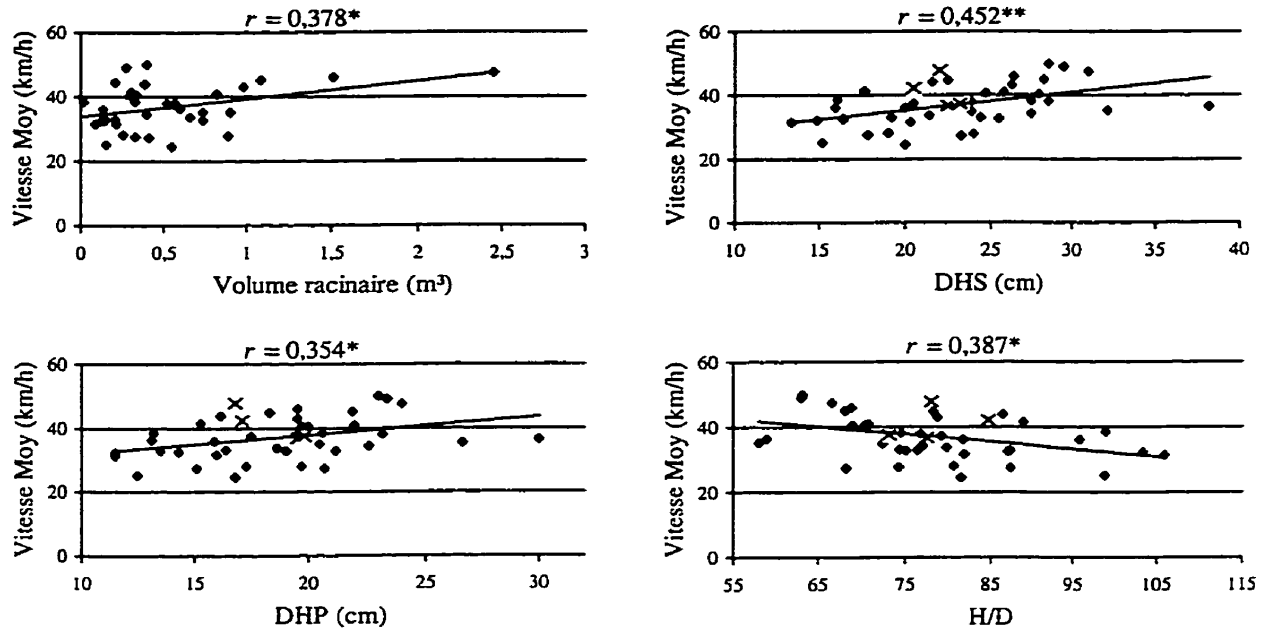 r = 0,378*
Vitesse Moy (km/h)
60
40
20
0
0 0,5 1 1,5 2 2,5 3
Volume racinaire (m³)
r = 0,452**
Vitesse Moy (km/h)
60
40
20
0
10 15 20 25 30 35 40
DHS (cm)
r = 0,354*
Vitesse Moy (km/h)
60
40
20
0
10 15 20 25 30
DHP (cm)
r = 0,387*
Vitesse Moy (km/h)
60
40
20
0
55 65 75 85 95 105 115
H/D